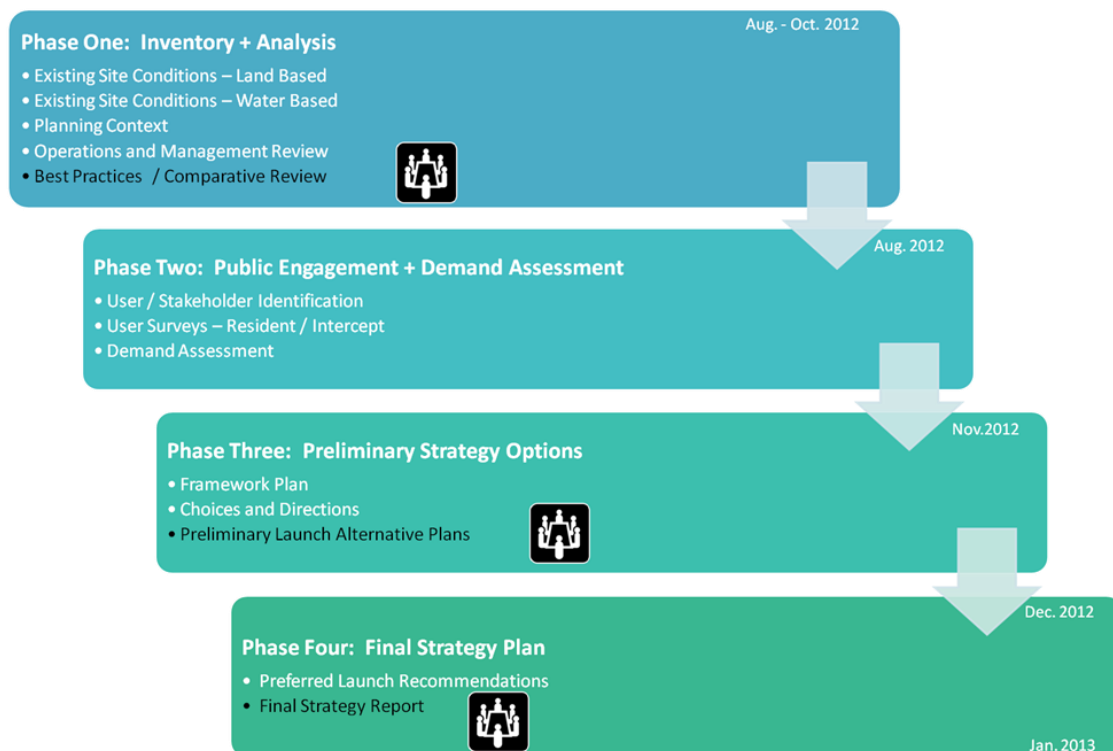 Aug. - Oct. 2012
Phase One:  Inventory + Analysis
• Existing Site Conditions – Land Based
• Existing Site Conditions – Water Based
• Planning Context
• Operations and Management Review
• Best Practices  / Comparative Review
Aug. 2012
Phase Two:  Public Engagement + Demand Assessment
• User / Stakeholder Identification
• User Surveys – Resident / Intercept
• Demand Assessment
Nov.2012
Phase Three:  Preliminary Strategy Options
• Framework Plan
• Choices and Directions
• Preliminary Launch Alternative Plans
Dec. 2012
Phase Four:  Final Strategy Plan
• Preferred Launch Recommendations
• Final Strategy Report
Jan. 2013